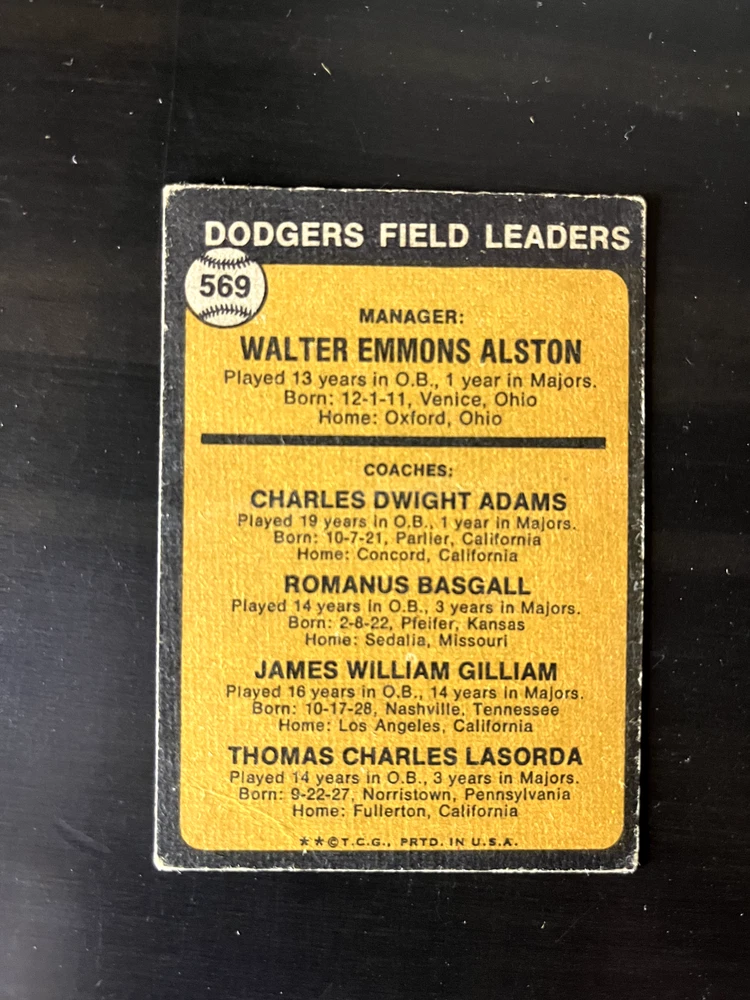 DODGERS FIELD LEADERS
569
MANAGER:
WALTER EMMONS ALSTON
Played 13 years in O.B., 1 year in Majors.
Born: 12-1-11, Venice, Ohio
Home: Oxford, Ohio
COACHES:
CHARLES DWIGHT ADAMS
Played 19 years in O.B., 1 year in Majors.
Born: 10-7-21, Parlier, California
Home: Concord, California
ROMANUS BASGALL
Played 14 years in O.B., 3 years in Majors.
Born: 2-8-22, Pfeifer, Kansas
Home: Sedalia, Missouri
JAMES WILLIAM GILLIAM
Played 16 years in O.B., 14 years in Majors.
Born: 10-17-28, Nashville, Tennessee
Home: Los Angeles, California
THOMAS CHARLES LASORDA
Played 14 years in O.B., 3 years in Majors.
Born: 9-22-27, Norristown, Pennsylvania
Home: Fullerton, California
**©T.C.G., PRTD. IN U.S.A.